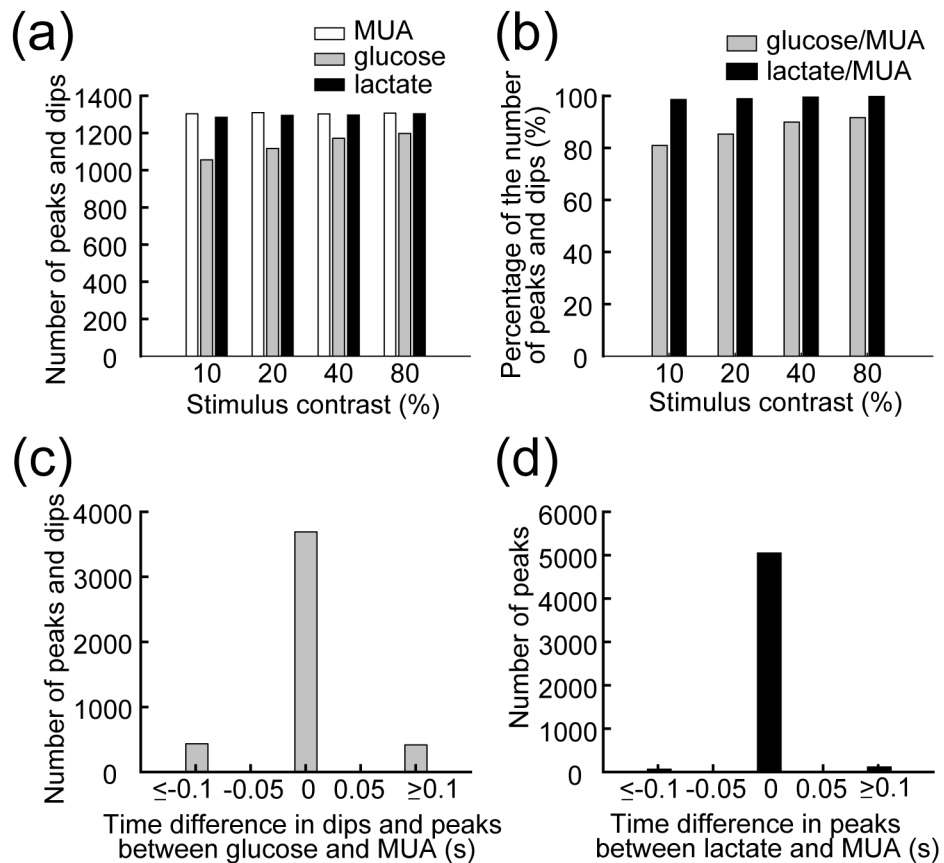 (a)
MUA
glucose
lactate
Number of peaks and dips
1400
1200
1000
800
600
400
200
0
10 20 40 80
Stimulus contrast (%)
(b)
glucose/MUA
lactate/MUA
Percentage of the number
of peaks and dips (%)
100
80
60
40
20
0
10 20 40 80
Stimulus contrast (%)
(c)
Number of peaks and dips
4000
3000
2000
1000
0
≤-0.1 -0.05 0 0.05 ≥0.1
Time difference in dips and peaks
between glucose and MUA (s)
(d)
Number of peaks
6000
5000
4000
3000
2000
1000
0
≤-0.1 -0.05 0 0.05 ≥0.1
Time difference in peaks
between lactate and MUA (s)